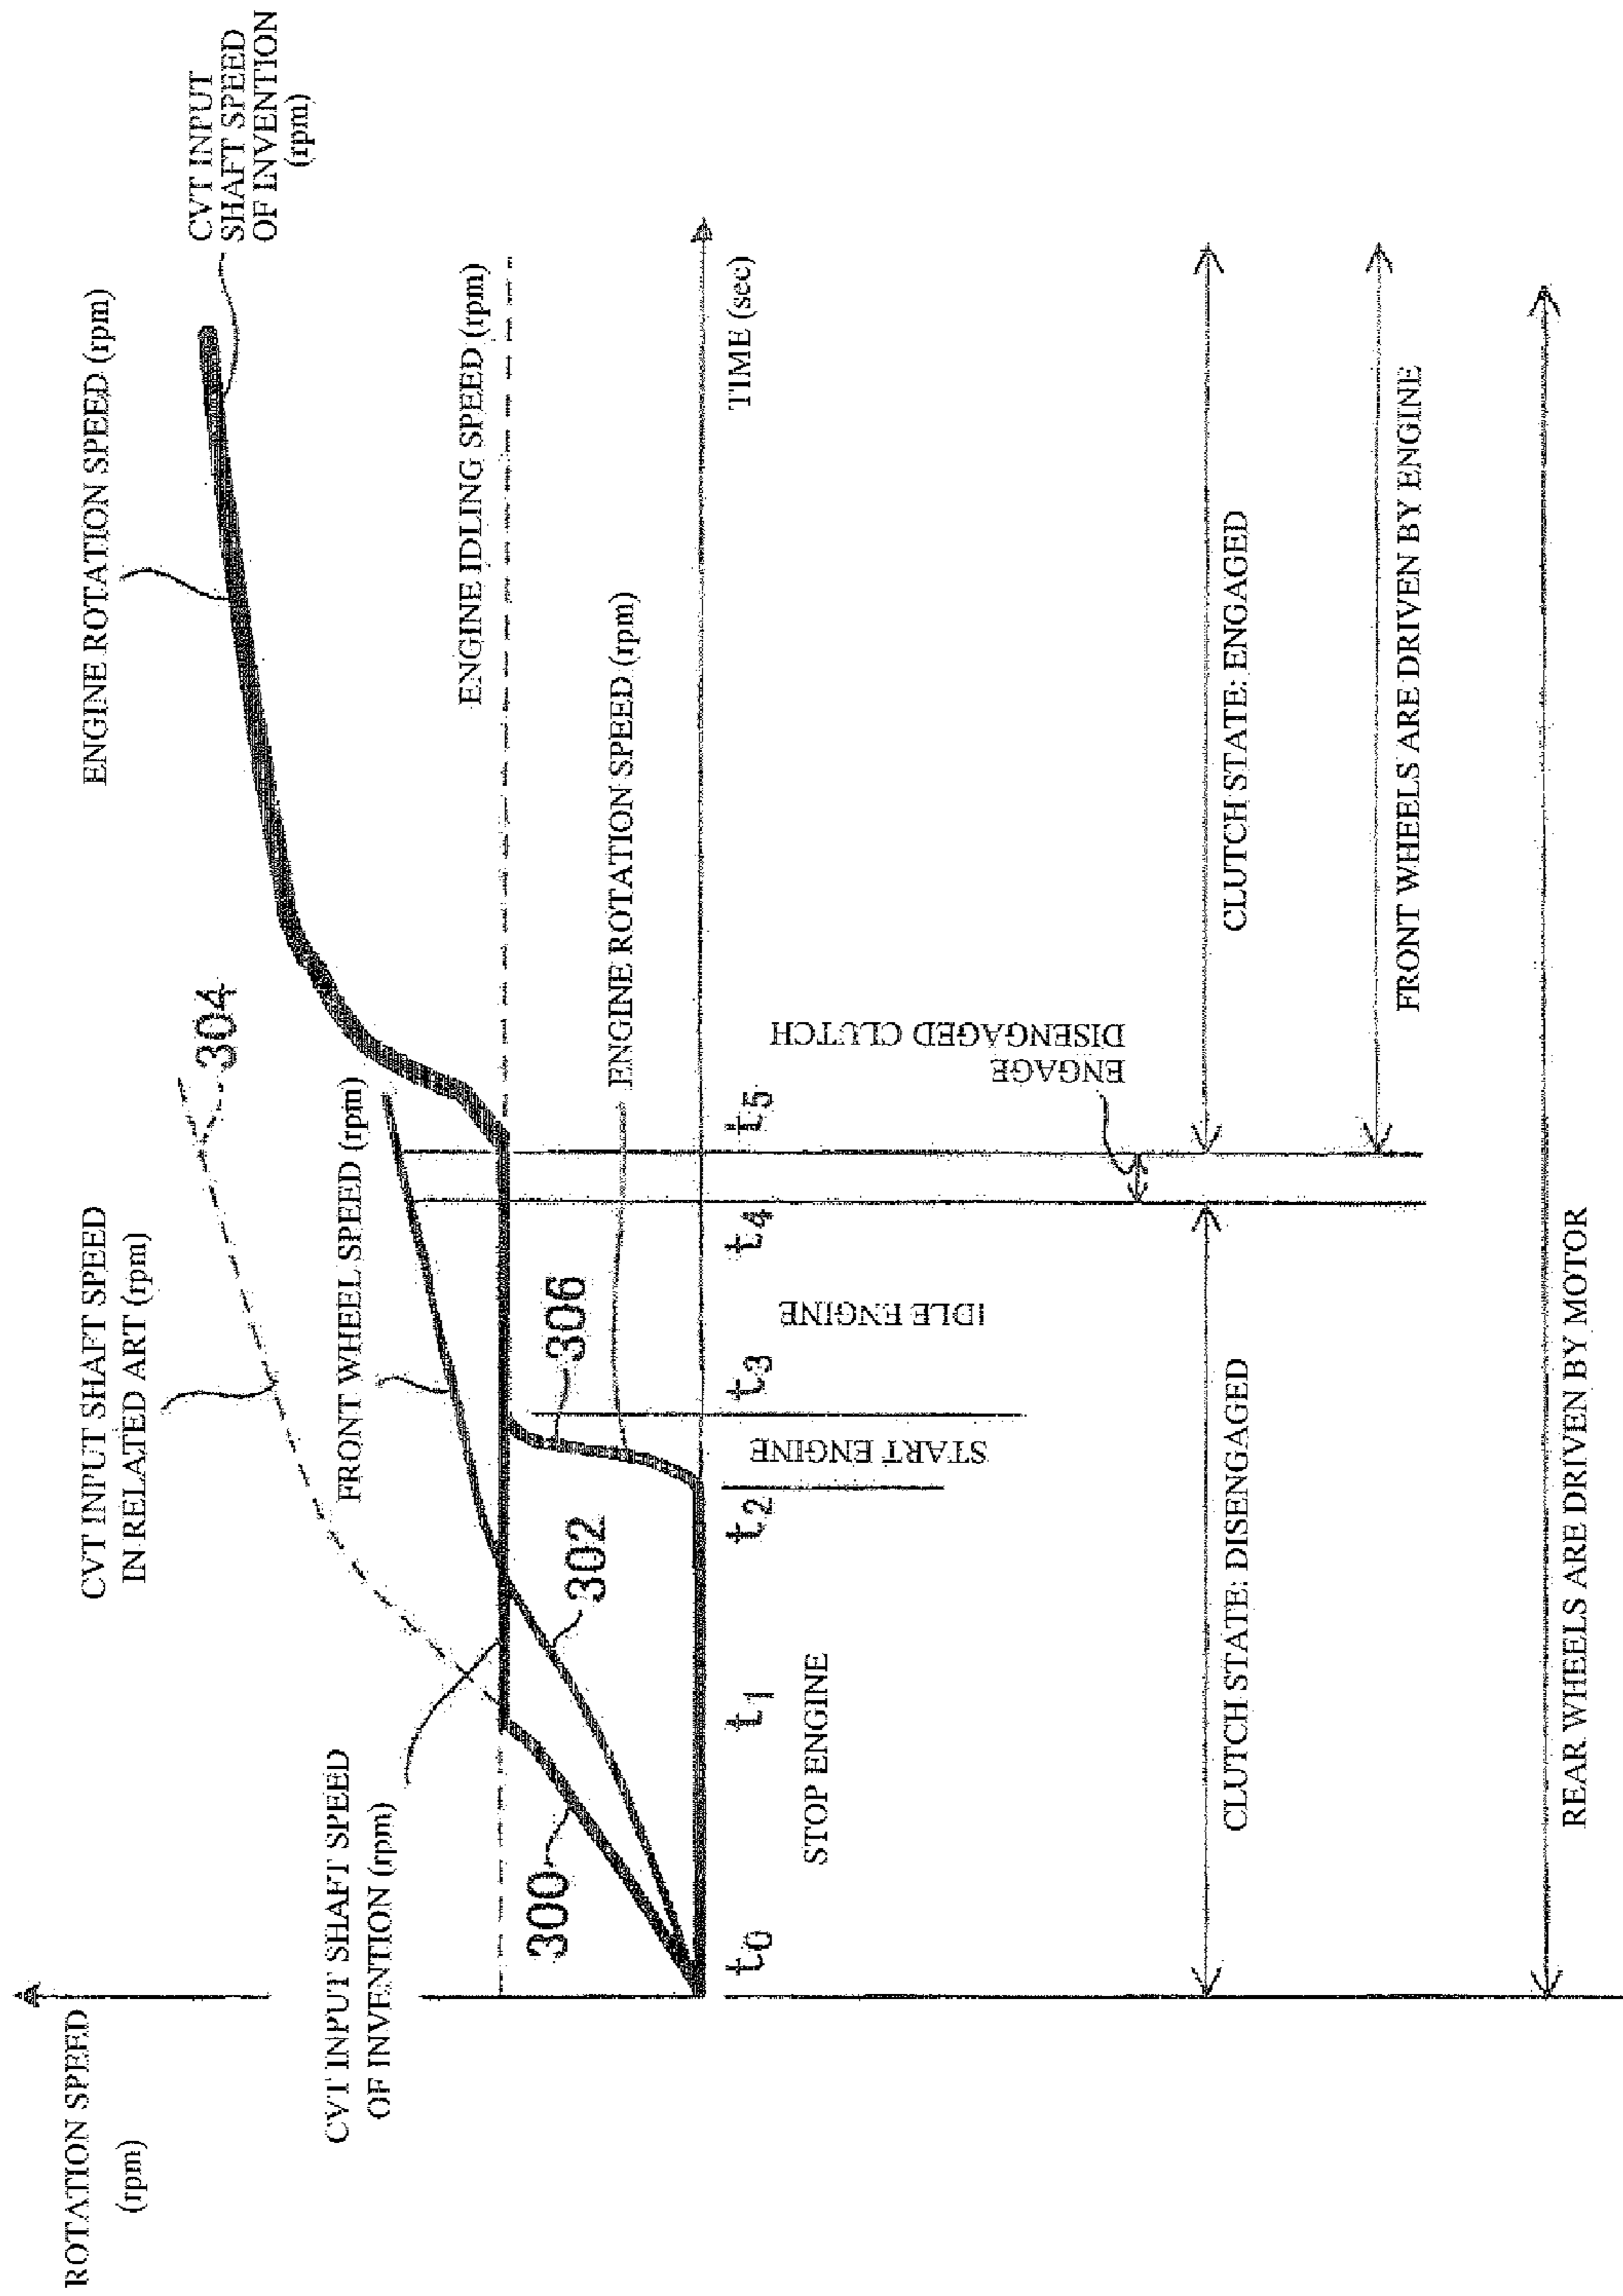 ROTATION SPEED
(rpm)
CVT INPUT SHAFT SPEED
IN RELATED ART (rpm)
304
ENGINE ROTATION SPEED (rpm)
CVT INPUT
SHAFT SPEED
OF INVENTION
(rpm)
CVT INPUT SHAFT SPEED
OF INVENTION (rpm)
FRONT WHEEL SPEED (rpm)
ENGINE IDLING SPEED (rpm)
300
302
306
ENGINE ROTATION SPEED (rpm)
t0
t1
t2
t3
t4
t5
TIME (sec)
STOP ENGINE
START ENGINE
IDLE ENGINE
ENGAGE
DISENGAGED CLUTCH
CLUTCH STATE: DISENGAGED
CLUTCH STATE: ENGAGED
FRONT WHEELS ARE DRIVEN BY ENGINE
REAR WHEELS ARE DRIVEN BY MOTOR